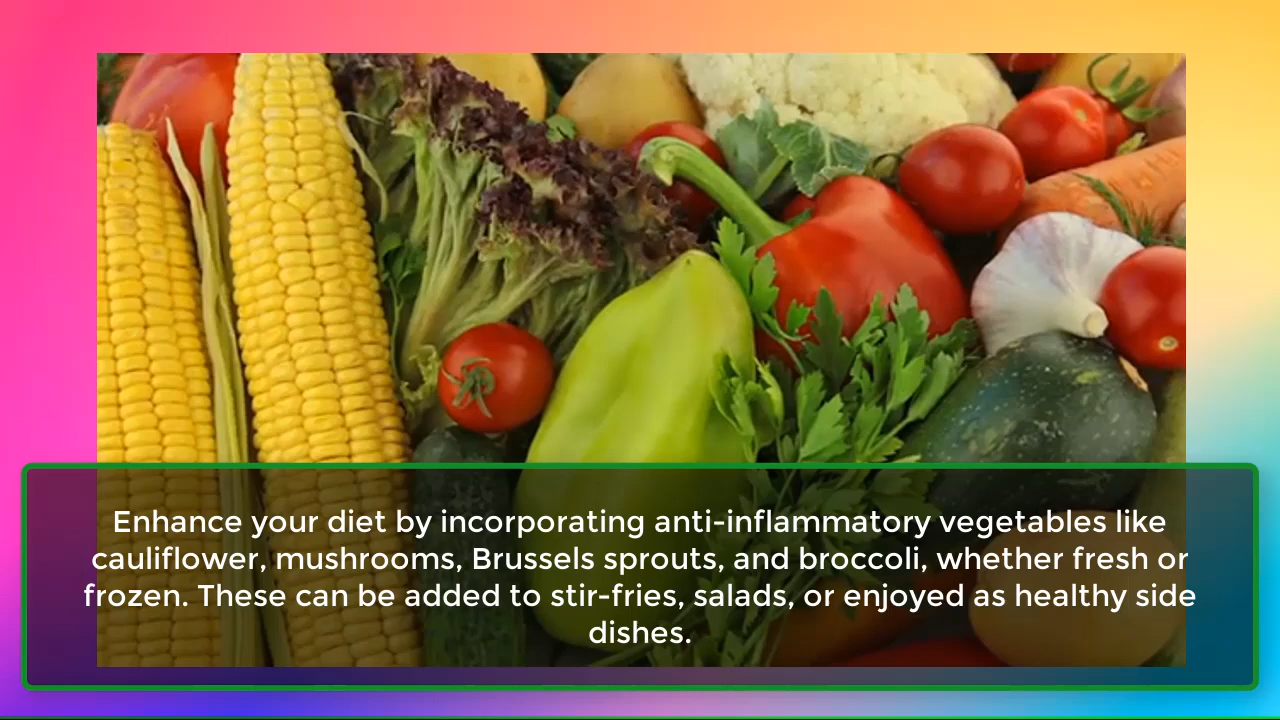 Enhance your diet by incorporating anti-inflammatory vegetables like
cauliflower, mushrooms, Brussels sprouts, and broccoli, whether fresh or
frozen. These can be added to stir-fries, salads, or enjoyed as healthy side
dishes.